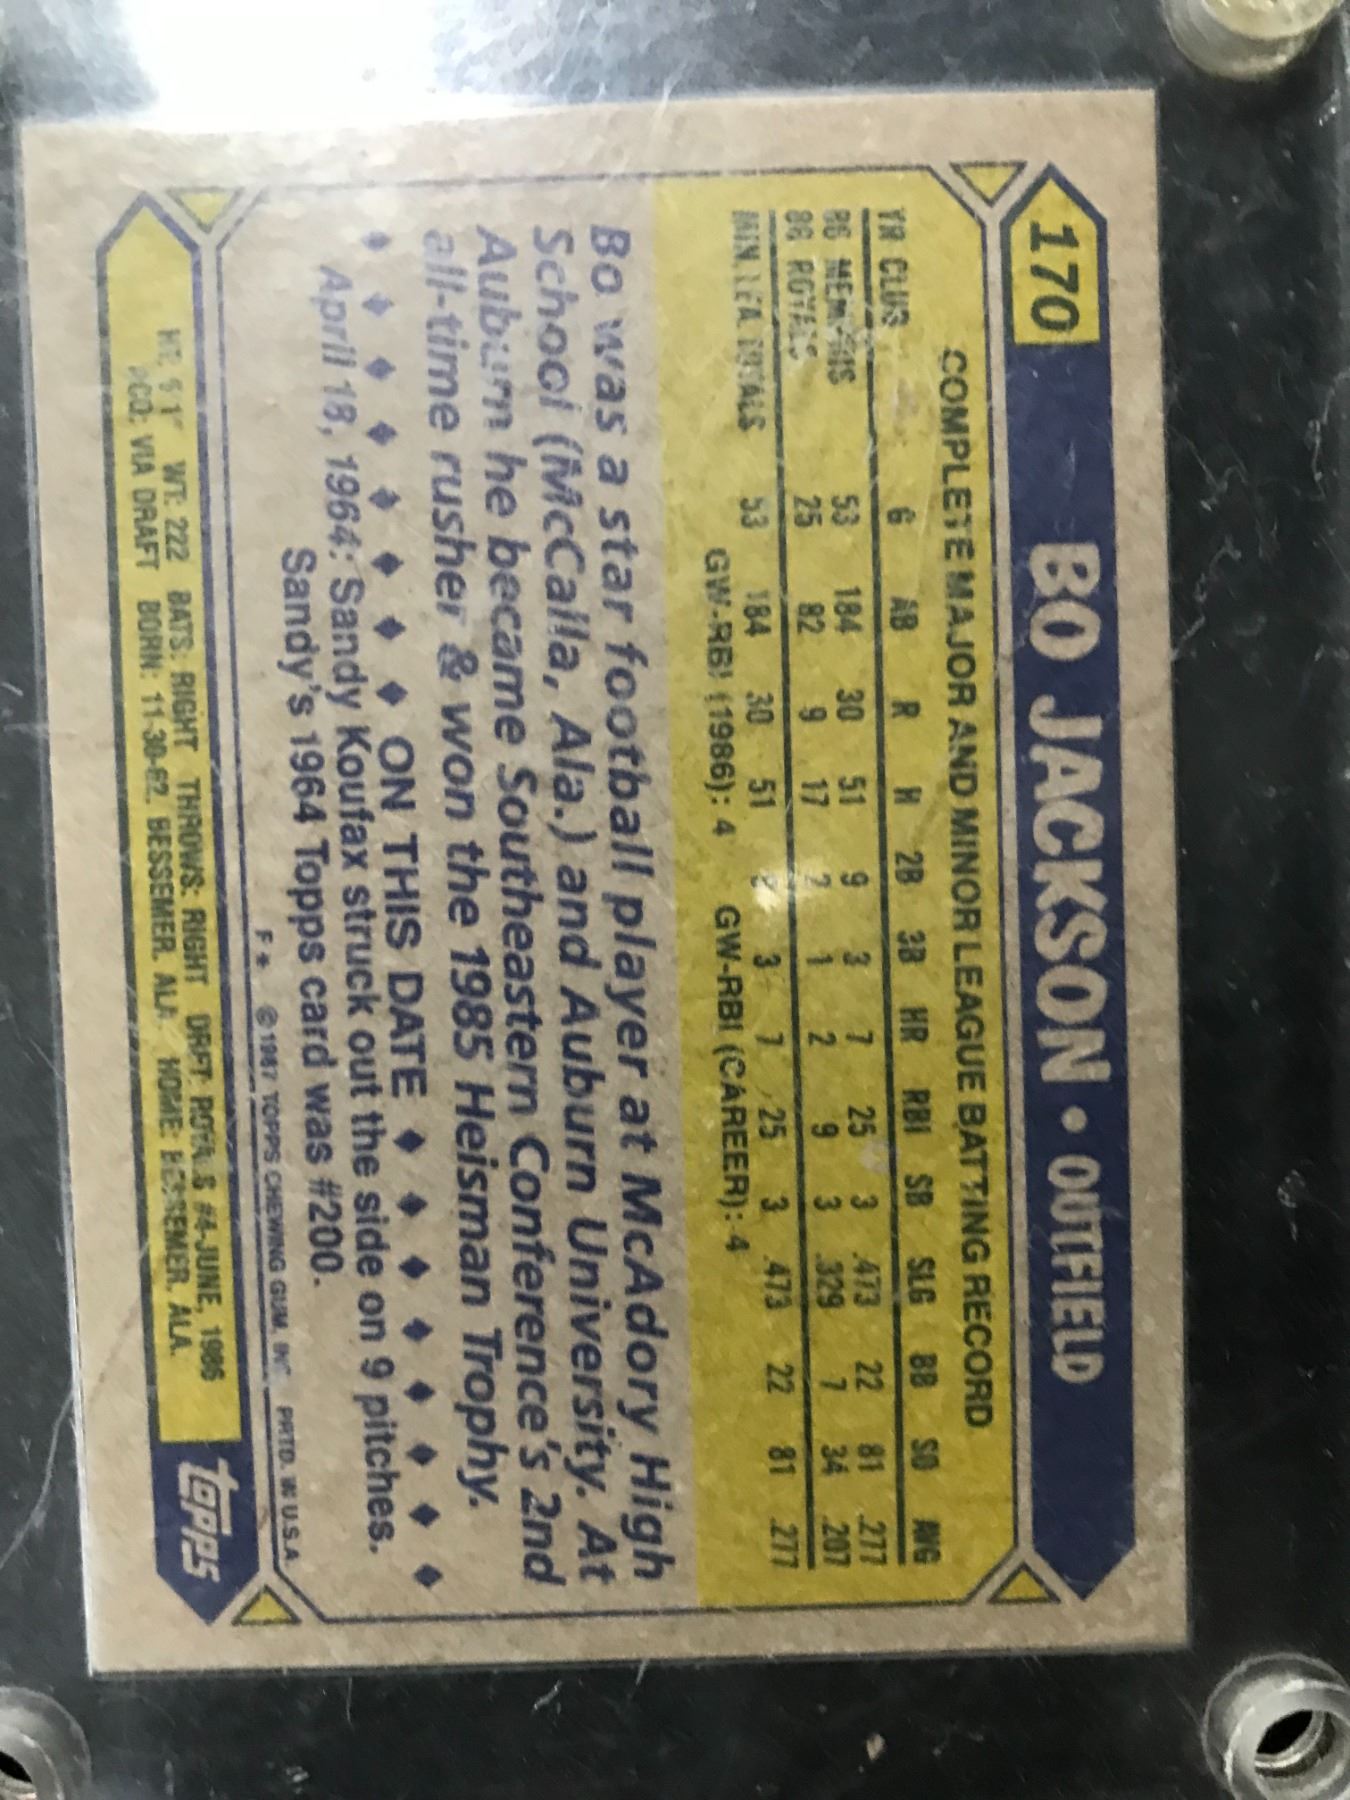 170 BO JACKSON • OUTFIELD
COMPLETE MAJOR AND MINOR LEAGUE BATTING RECORD
YR CLUB G AB R H 2B 3B HR RBI SB SLG BB SO AVG
86 MEMPHIS 53 184 30 51 9 3 7 25 3 .473 22 81 .277
86 ROYALS 25 82 9 17 2 1 2 9 3 .329 7 34 .207
MIN. LEA. TOTALS 53 184 30 51 3 7 25 3 .473 22 81 .277
GW-RBI (1986): 4 GW-RBI (CAREER): 4
Bo was a star football player at McAdory High
School (McCalla, Ala.) and Auburn University. At
Auburn he became Southeastern Conference's 2nd
all-time rusher & won the 1985 Heisman Trophy.
♦ ♦ ♦ ♦ ♦ ♦ ♦ ♦ ON THIS DATE ♦ ♦ ♦ ♦ ♦ ♦ ♦ ♦
April 18, 1964: Sandy Koufax struck out the side on 9 pitches.
Sandy's 1964 Topps card was #200.
F* © 1987 TOPPS CHEWING GUM, INC. PRTD. IN U.S.A.
HT: 6'1" WT: 222 BATS: RIGHT THROWS: RIGHT DRFT: ROYALS #4-JUNE, 1986
ACQ: VIA DRAFT BORN: 11-30-62, BESSEMER, ALA. HOME: BESSEMER, ALA.
topps